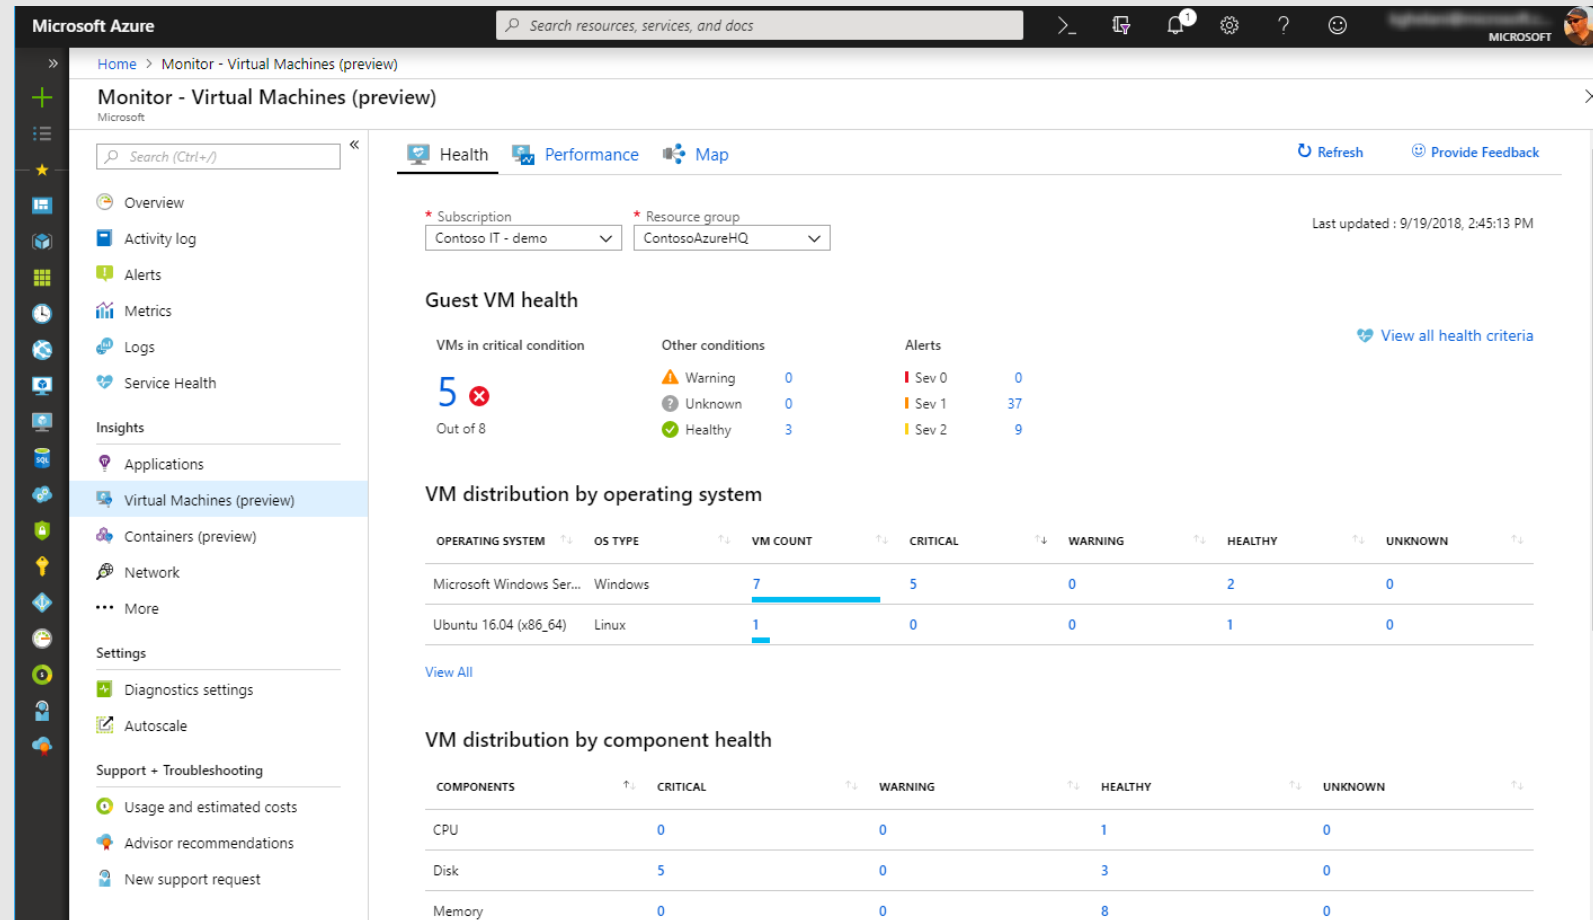 Microsoft Azure
Search resources, services, and docs
1
MICROSOFT
Home > Monitor - Virtual Machines (preview)
Monitor - Virtual Machines (preview)
Microsoft
Search (Ctrl+/)
Overview
Activity log
Alerts
Metrics
Logs
Service Health
Insights
Applications
Virtual Machines (preview)
Containers (preview)
Network
More
Settings
Diagnostics settings
Autoscale
Support + Troubleshooting
Usage and estimated costs
Advisor recommendations
New support request
Health Performance Map
Refresh Provide Feedback
* Subscription * Resource group
Contoso IT - demo ContosoAzureHQ
Last updated : 9/19/2018, 2:45:13 PM
Guest VM health
View all health criteria
VMs in critical condition Other conditions Alerts
5
Out of 8
Warning 0
Unknown 0
Healthy 3
Sev 0 0
Sev 1 37
Sev 2 9
VM distribution by operating system
OPERATING SYSTEM OS TYPE VM COUNT CRITICAL WARNING HEALTHY UNKNOWN
Microsoft Windows Ser... Windows 7 5 0 2 0
Ubuntu 16.04 (x86_64) Linux 1 0 0 1 0
View All
VM distribution by component health
COMPONENTS CRITICAL WARNING HEALTHY UNKNOWN
CPU 0 0 1 0
Disk 5 0 3 0
Memory 0 0 8 0